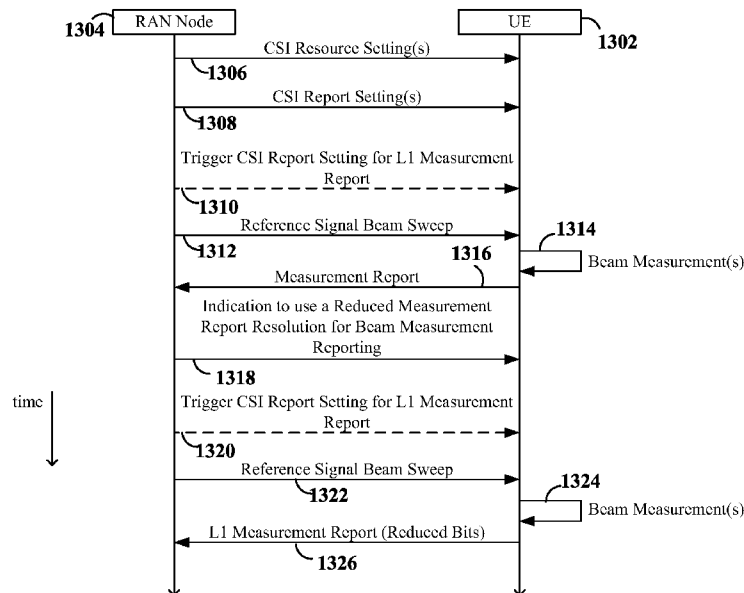 RAN Node
UE
1304
1302
CSI Resource Setting(s)
1306
CSI Report Setting(s)
1308
Trigger CSI Report Setting for L1 Measurement
Report
1310
Reference Signal Beam Sweep
1312
1314
1316
Beam Measurement(s)
Measurement Report
Indication to use a Reduced Measurement
Report Resolution for Beam Measurement
Reporting
1318
time
Trigger CSI Report Setting for L1 Measurement
Report
1320
Reference Signal Beam Sweep
1322
1324
Beam Measurement(s)
L1 Measurement Report (Reduced Bits)
1326